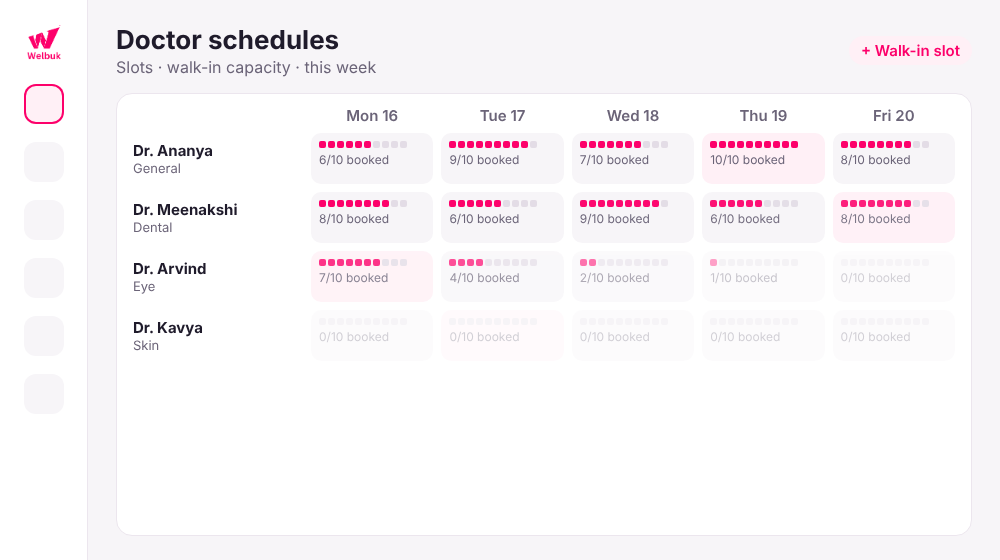 Welbuk
Doctor schedules
Slots · walk-in capacity · this week
+ Walk-in slot
Mon 16 Tue 17 Wed 18 Thu 19 Fri 20
Dr. Ananya
General
6/10 booked 9/10 booked 7/10 booked 10/10 booked 8/10 booked
Dr. Meenakshi
Dental
8/10 booked 6/10 booked 9/10 booked 6/10 booked 8/10 booked
Dr. Arvind
Eye
7/10 booked 4/10 booked 2/10 booked 1/10 booked 0/10 booked
Dr. Kavya
Skin
0/10 booked 0/10 booked 0/10 booked 0/10 booked 0/10 booked